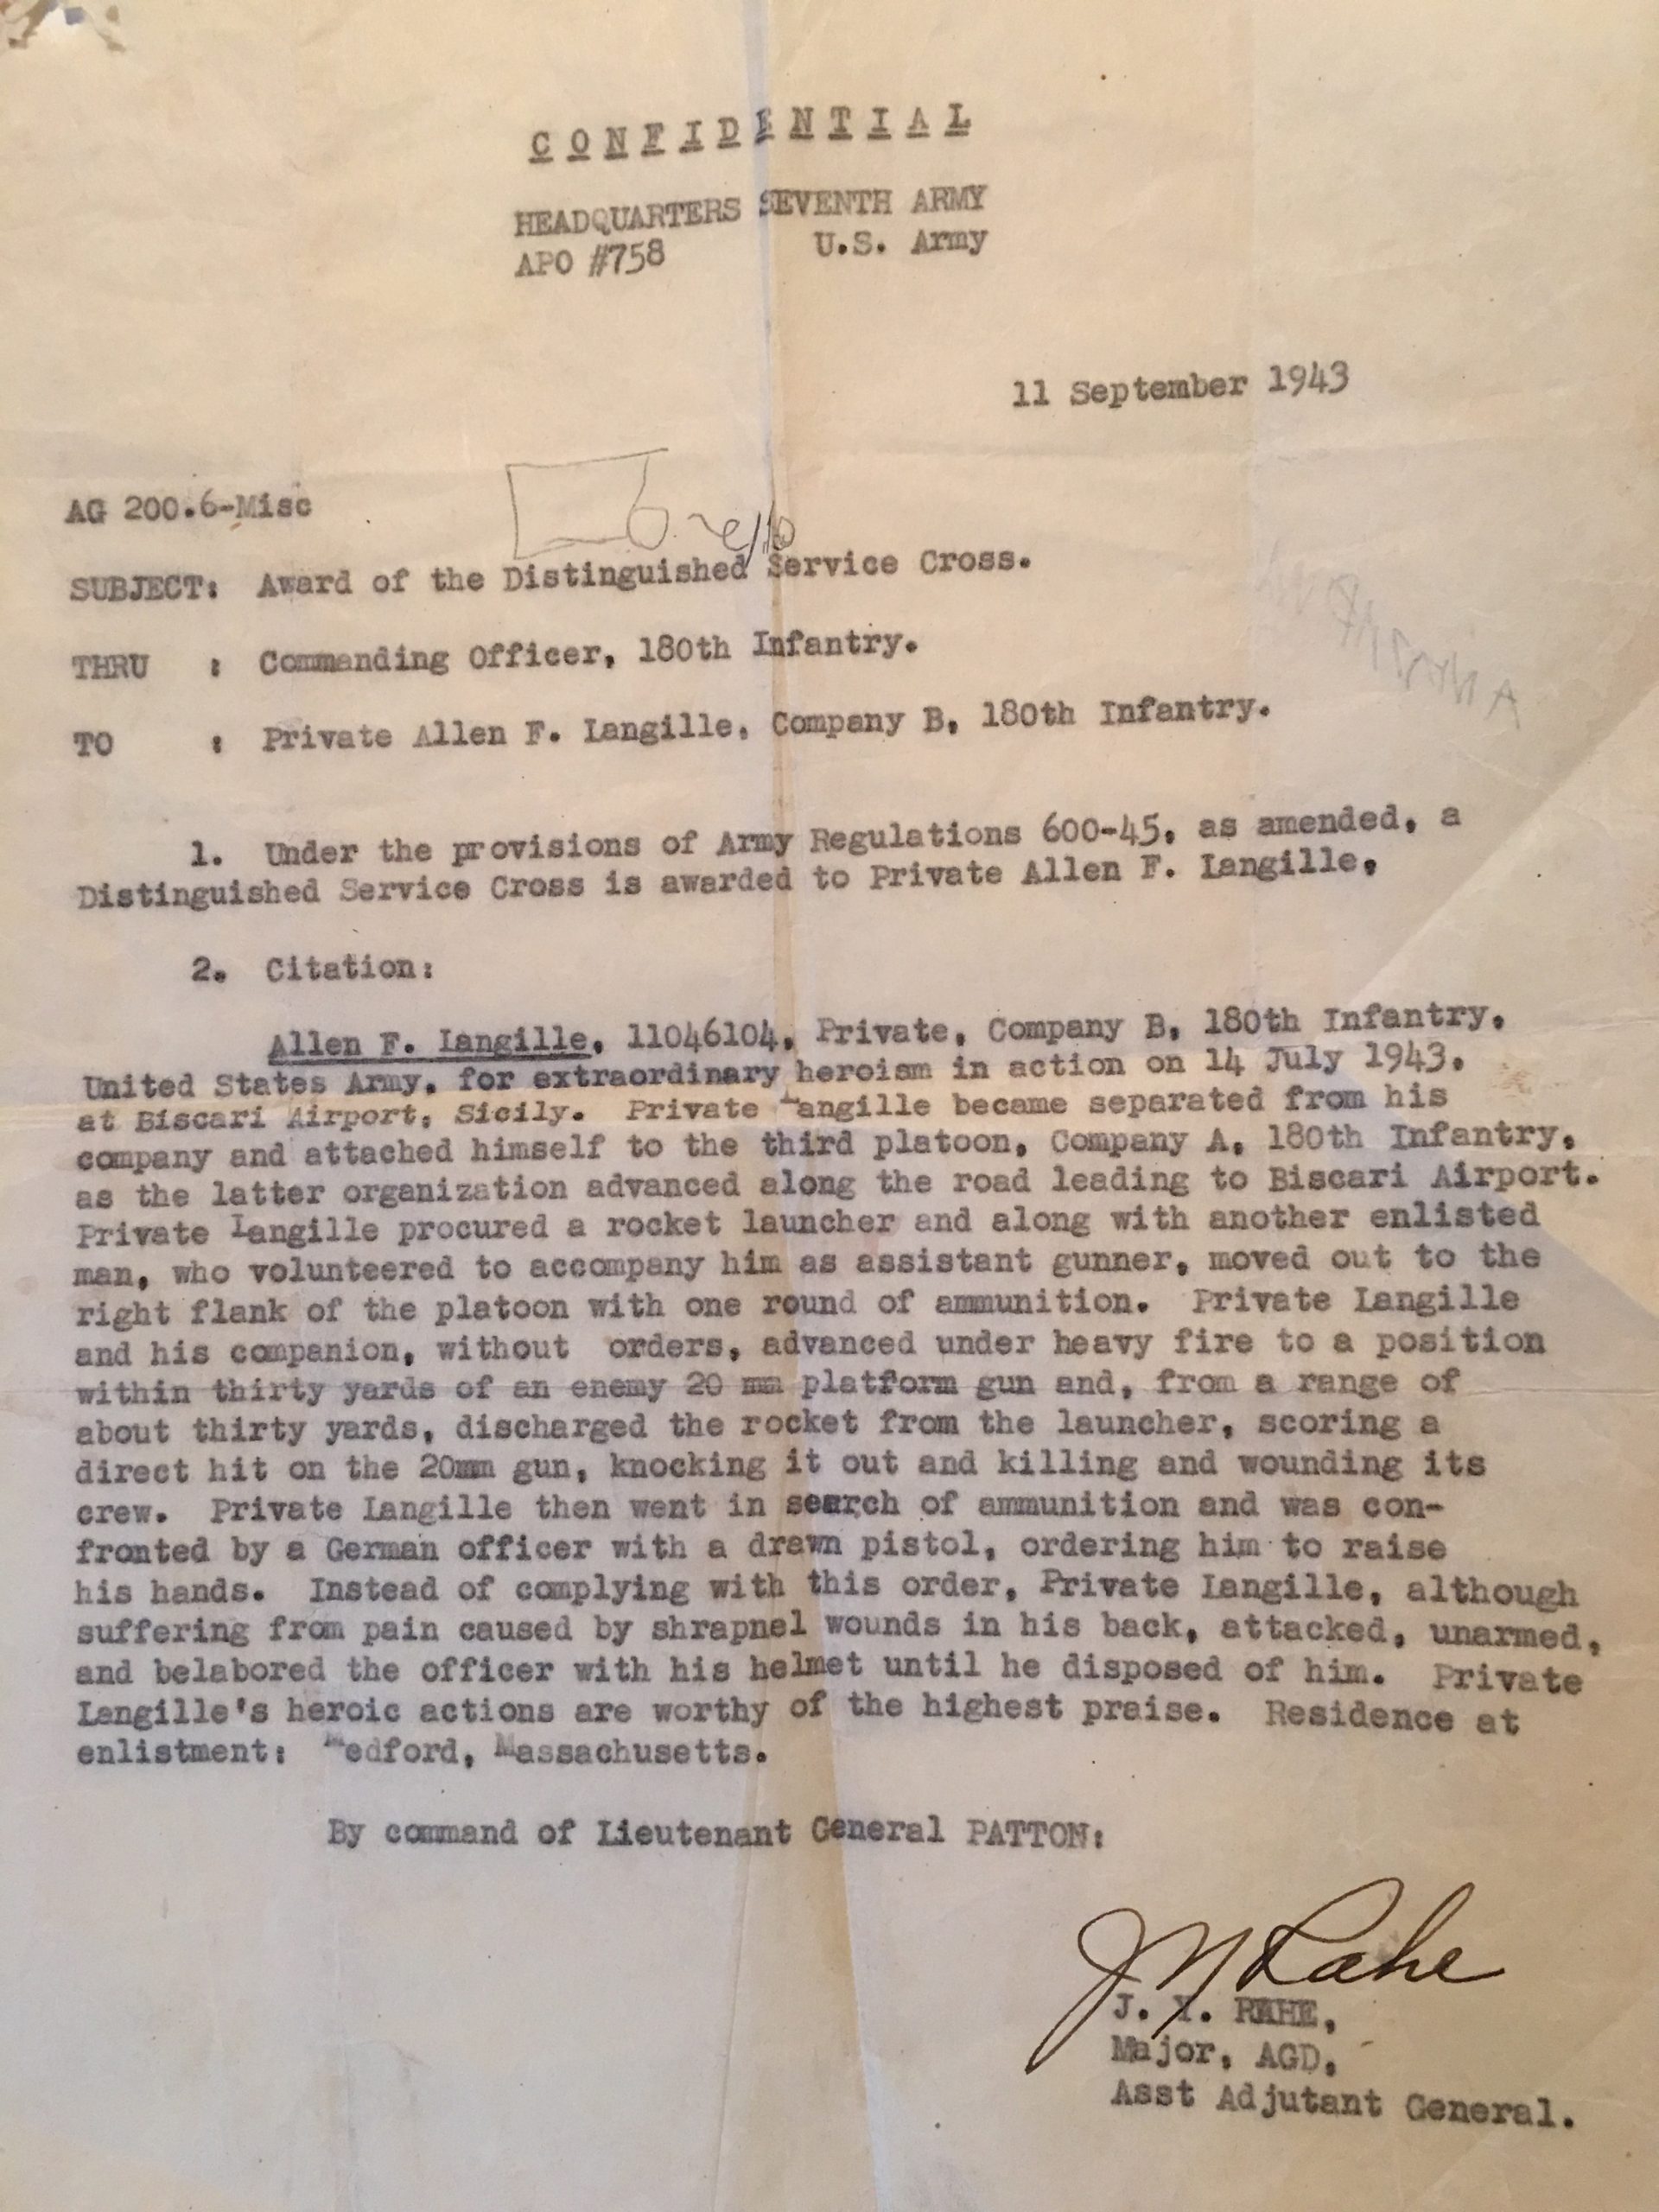 CONFIDENTIAL
HEADQUARTERS SEVENTH ARMY
APO #758 U.S. Army
11 September 1943
AG 200.6-Misc
SUBJECT: Award of the Distinguished Service Cross.
THRU : Commanding Officer, 180th Infantry.
TO : Private Allen F. Langille, Company B, 180th Infantry.
1. Under the provisions of Army Regulations 600-45, as amended, a
Distinguished Service Cross is awarded to Private Allen F. Langille,
2. Citation:
Allen F. Langille, 11046104, Private, Company B, 180th Infantry,
United States Army, for extraordinary heroism in action on 14 July 1943,
at Biscari Airport, Sicily. Private Langille became separated from his
company and attached himself to the third platoon, Company A, 180th Infantry,
as the latter organization advanced along the road leading to Biscari Airport.
Private Langille procured a rocket launcher and along with another enlisted
man, who volunteered to accompany him as assistant gunner, moved out to the
right flank of the platoon with one round of ammunition. Private Langille
and his companion, without orders, advanced under heavy fire to a position
within thirty yards of an enemy 20 mm platform gun and, from a range of
about thirty yards, discharged the rocket from the launcher, scoring a
direct hit on the 20mm gun, knocking it out and killing and wounding its
crew. Private Langille then went in search of ammunition and was con-
fronted by a German officer with a drawn pistol, ordering him to raise
his hands. Instead of complying with this order, Private Langille, although
suffering from pain caused by shrapnel wounds in his back, attacked, unarmed,
and belabored the officer with his helmet until he disposed of him. Private
Langille's heroic actions are worthy of the highest praise. Residence at
enlistment: Medford, Massachusetts.
By command of Lieutenant General PATTON:
J Y Rahe
J. Y. RAHE,
Major, AGD,
Asst Adjutant General.